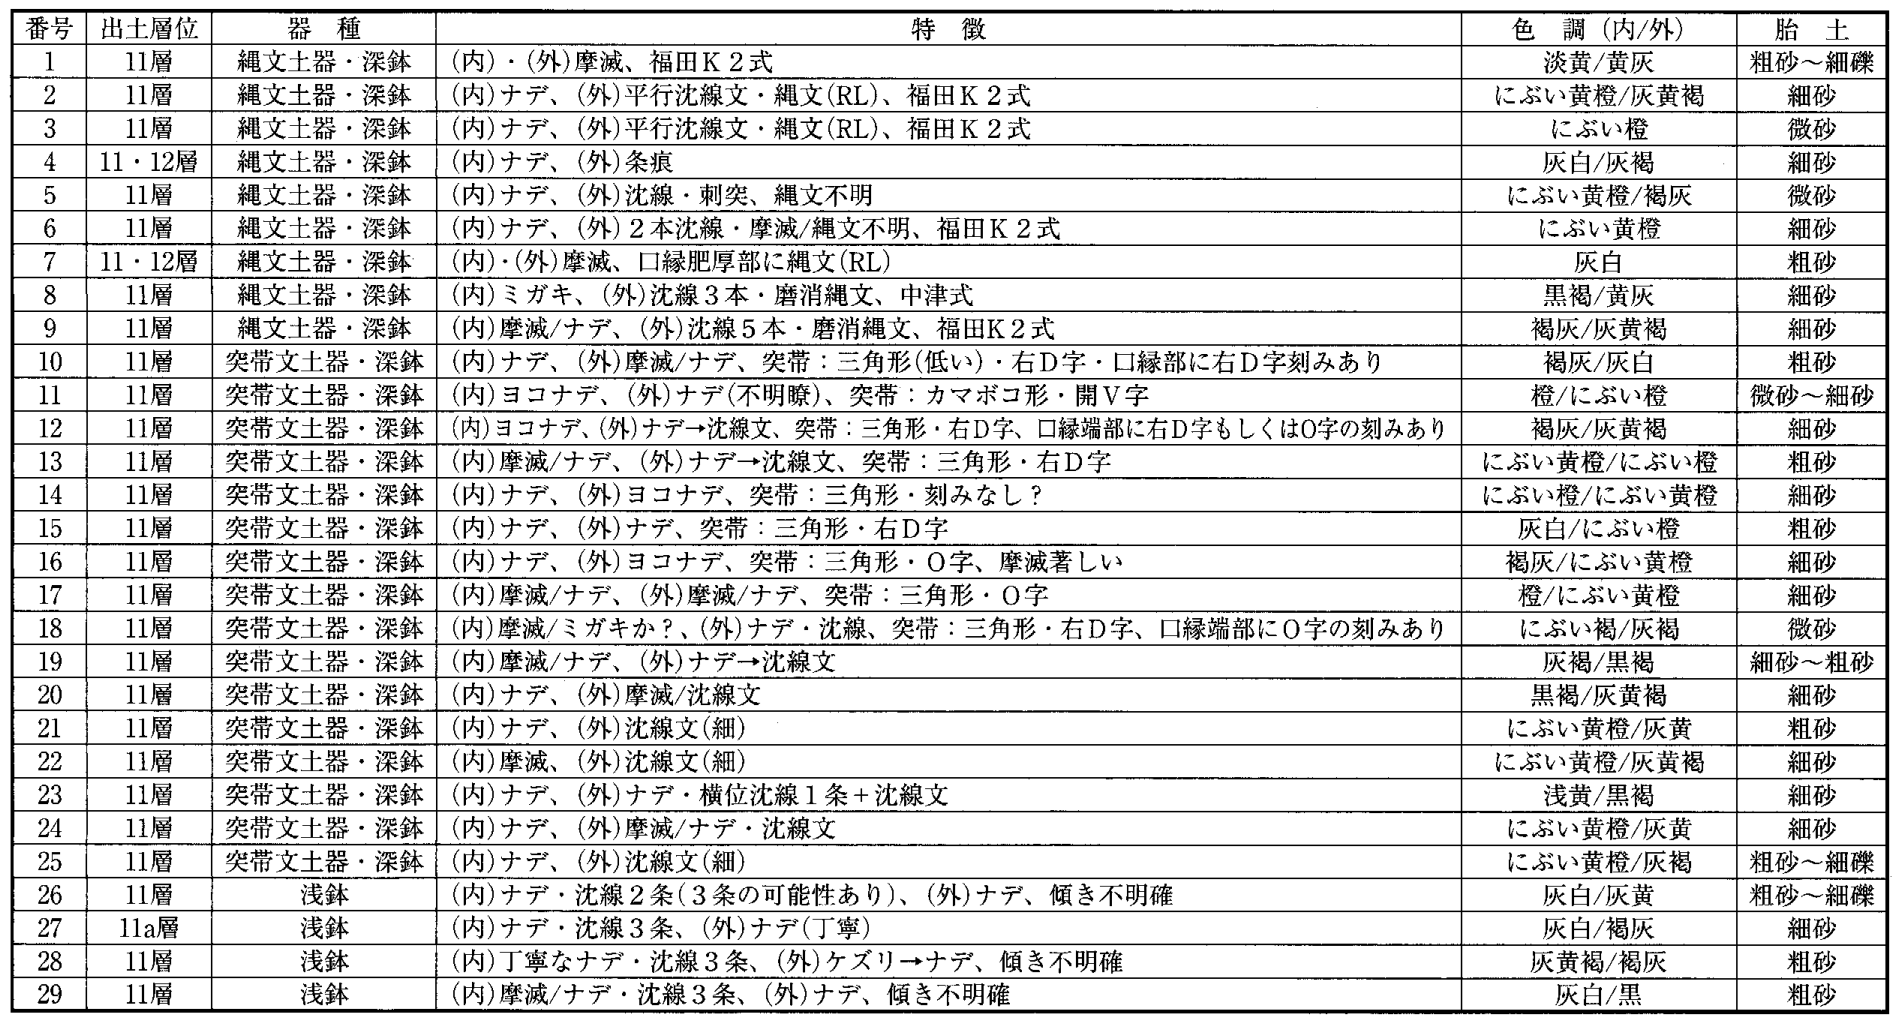 番号 出土層位 器 種 特 徴 色 調（内/外） 胎 土
1 11層 縄文土器・深鉢 (内)・(外)摩滅、福田Ｋ２式 淡黄/黄灰 粗砂～細礫
2 11層 縄文土器・深鉢 (内)ナデ、(外)平行沈線文・縄文(RL)、福田Ｋ２式 にぶい黄橙/灰黄褐 細砂
3 11層 縄文土器・深鉢 (内)ナデ、(外)平行沈線文・縄文(RL)、福田Ｋ２式 にぶい橙 微砂
4 11・12層 縄文土器・深鉢 (内)ナデ、(外)条痕 灰白/灰褐 細砂
5 11層 縄文土器・深鉢 (内)ナデ、(外)沈線・刺突、縄文不明 にぶい黄橙/褐灰 微砂
6 11層 縄文土器・深鉢 (内)ナデ、(外)２本沈線・摩滅/縄文不明、福田Ｋ２式 にぶい黄橙 細砂
7 11・12層 縄文土器・深鉢 (内)・(外)摩滅、口縁肥厚部に縄文(RL) 灰白 粗砂
8 11層 縄文土器・深鉢 (内)ミガキ、(外)沈線３本・磨消縄文、中津式 黒褐/黄灰 細砂
9 11層 縄文土器・深鉢 (内)摩滅/ナデ、(外)沈線５本・磨消縄文、福田K２式 褐灰/灰黄褐 細砂
10 11層 突帯文土器・深鉢 (内)ナデ、(外)摩滅/ナデ、突帯：三角形(低い)・右Ｄ字・口縁部に右Ｄ字刻みあり 褐灰/灰白 粗砂
11 11層 突帯文土器・深鉢 (内)ヨコナデ、(外)ナデ(不明瞭)、突帯：カマボコ形・開Ｖ字 橙/にぶい橙 微砂～細砂
12 11層 突帯文土器・深鉢 (内)ヨコナデ、(外)ナデ→沈線文、突帯：三角形・右Ｄ字、口縁端部に右Ｄ字もしくはO字の刻みあり 褐灰/灰黄褐 細砂
13 11層 突帯文土器・深鉢 (内)摩滅/ナデ、(外)ナデ→沈線文、突帯：三角形・右Ｄ字 にぶい黄橙/にぶい橙 粗砂
14 11層 突帯文土器・深鉢 (内)ナデ、(外)ヨコナデ、突帯：三角形・刻みなし？ にぶい橙/にぶい黄橙 細砂
15 11層 突帯文土器・深鉢 (内)ナデ、(外)ナデ、突帯：三角形・右Ｄ字 灰白/にぶい橙 粗砂
16 11層 突帯文土器・深鉢 (内)ナデ、(外)ヨコナデ、突帯：三角形・Ｏ字、摩滅著しい 褐灰/にぶい黄橙 細砂
17 11層 突帯文土器・深鉢 (内)摩滅/ナデ、(外)摩滅/ナデ、突帯：三角形・Ｏ字 橙/にぶい黄橙 細砂
18 11層 突帯文土器・深鉢 (内)摩滅/ミガキか？、(外)ナデ・沈線、突帯：三角形・右Ｄ字、口縁端部にＯ字の刻みあり にぶい褐/灰褐 微砂
19 11層 突帯文土器・深鉢 (内)摩滅/ナデ、(外)ナデ→沈線文 灰褐/黒褐 細砂～粗砂
20 11層 突帯文土器・深鉢 (内)ナデ、(外)摩滅/沈線文 黒褐/灰黄褐 細砂
21 11層 突帯文土器・深鉢 (内)ナデ、(外)沈線文(細) にぶい黄橙/灰黄 粗砂
22 11層 突帯文土器・深鉢 (内)摩滅、(外)沈線文(細) にぶい黄橙/灰黄褐 細砂
23 11層 突帯文土器・深鉢 (内)ナデ、(外)ナデ・横位沈線１条＋沈線文 浅黄/黒褐 細砂
24 11層 突帯文土器・深鉢 (内)ナデ、(外)摩滅/ナデ・沈線文 にぶい黄橙/灰黄 細砂
25 11層 突帯文土器・深鉢 (内)ナデ、(外)沈線文(細) にぶい黄橙/灰褐 粗砂～細礫
26 11層 浅鉢 (内)ナデ・沈線２条(３条の可能性あり)、(外)ナデ、傾き不明確 灰白/灰黄 粗砂～細礫
27 11a層 浅鉢 (内)ナデ・沈線３条、(外)ナデ(丁寧) 灰白/褐灰 細砂
28 11層 浅鉢 (内)丁寧なナデ・沈線３条、(外)ケズリ→ナデ、傾き不明確 灰黄褐/褐灰 粗砂
29 11層 浅鉢 (内)摩滅/ナデ・沈線３条、(外)ナデ、傾き不明確 灰白/黒 粗砂